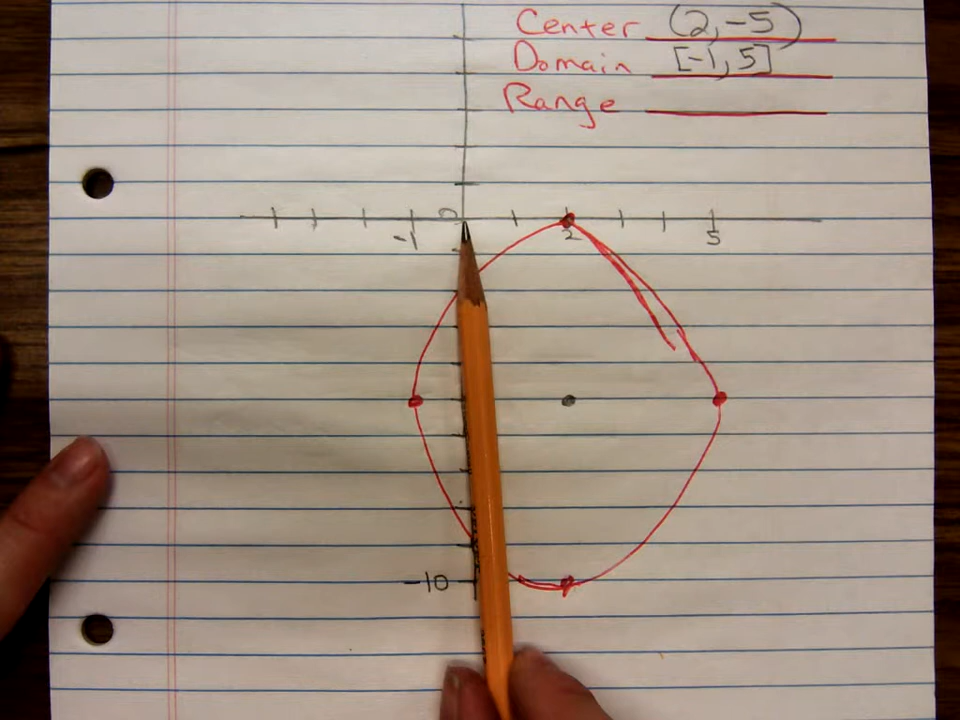 Center (2,-5)
Domain [-1,5]
Range
0
-1 2 5
-10